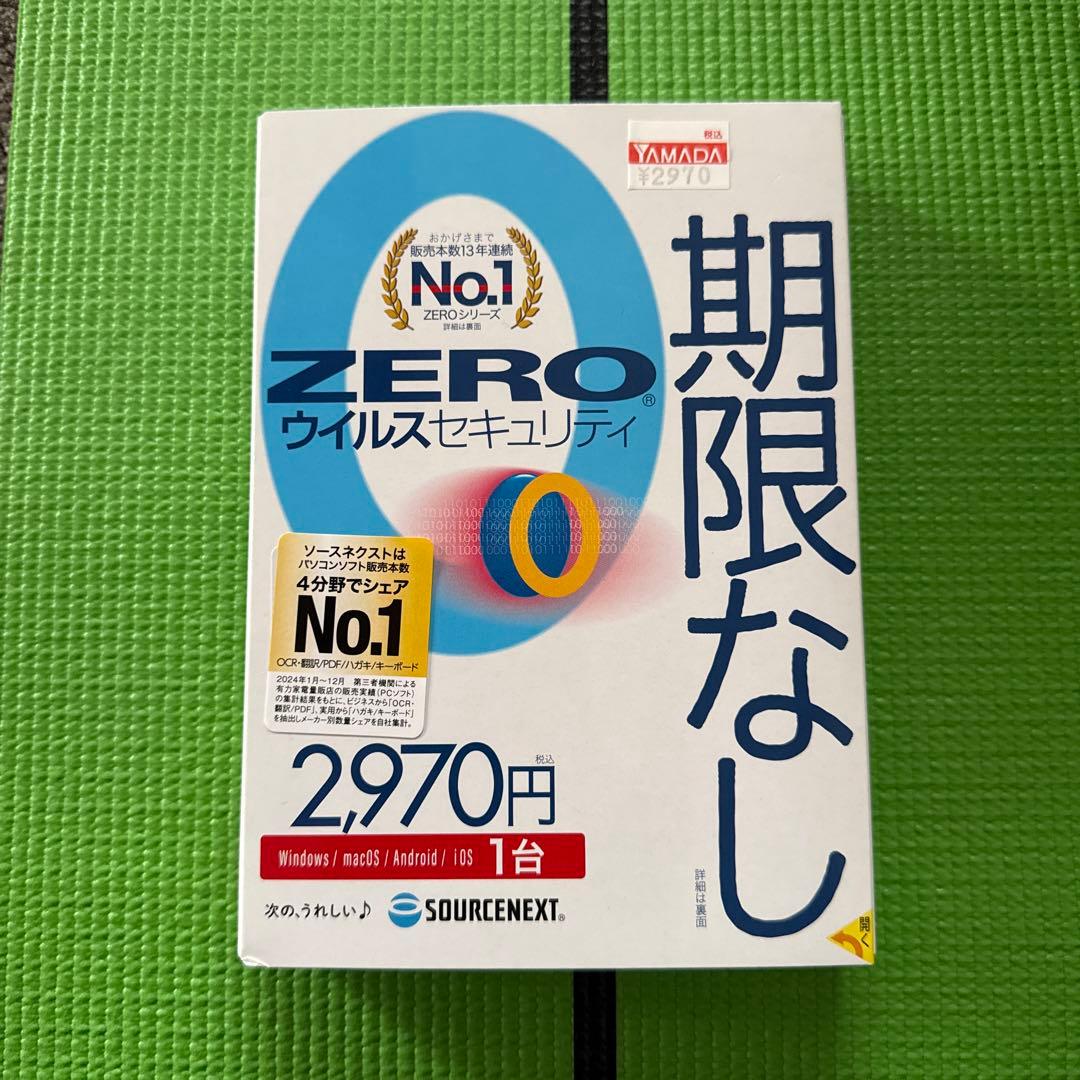 税込
YAMADA
¥2970
おかげさまで
販売本数13年連続
No.1
ZEROシリーズ
詳細は裏面
ZERO®
ウイルスセキュリティ
期限なし
詳細は裏面
ソースネクストは
パソコンソフト販売本数
4分野でシェア
No.1
OCR・翻訳/PDF/ハガキ/キーボード
2024年1月~12月 第三者機関による
有力家電量販店の販売実績(PCソフト)
の集計結果をもとに、ビジネスから「OCR・
翻訳/PDF」、実用から「ハガキ/キーボード」
を抽出しメーカー別数量シェアを自社集計。
税込
2,970円
Windows / macOS / Android / iOS 1台
次の、うれしい♪ SOURCENEXT®
開く